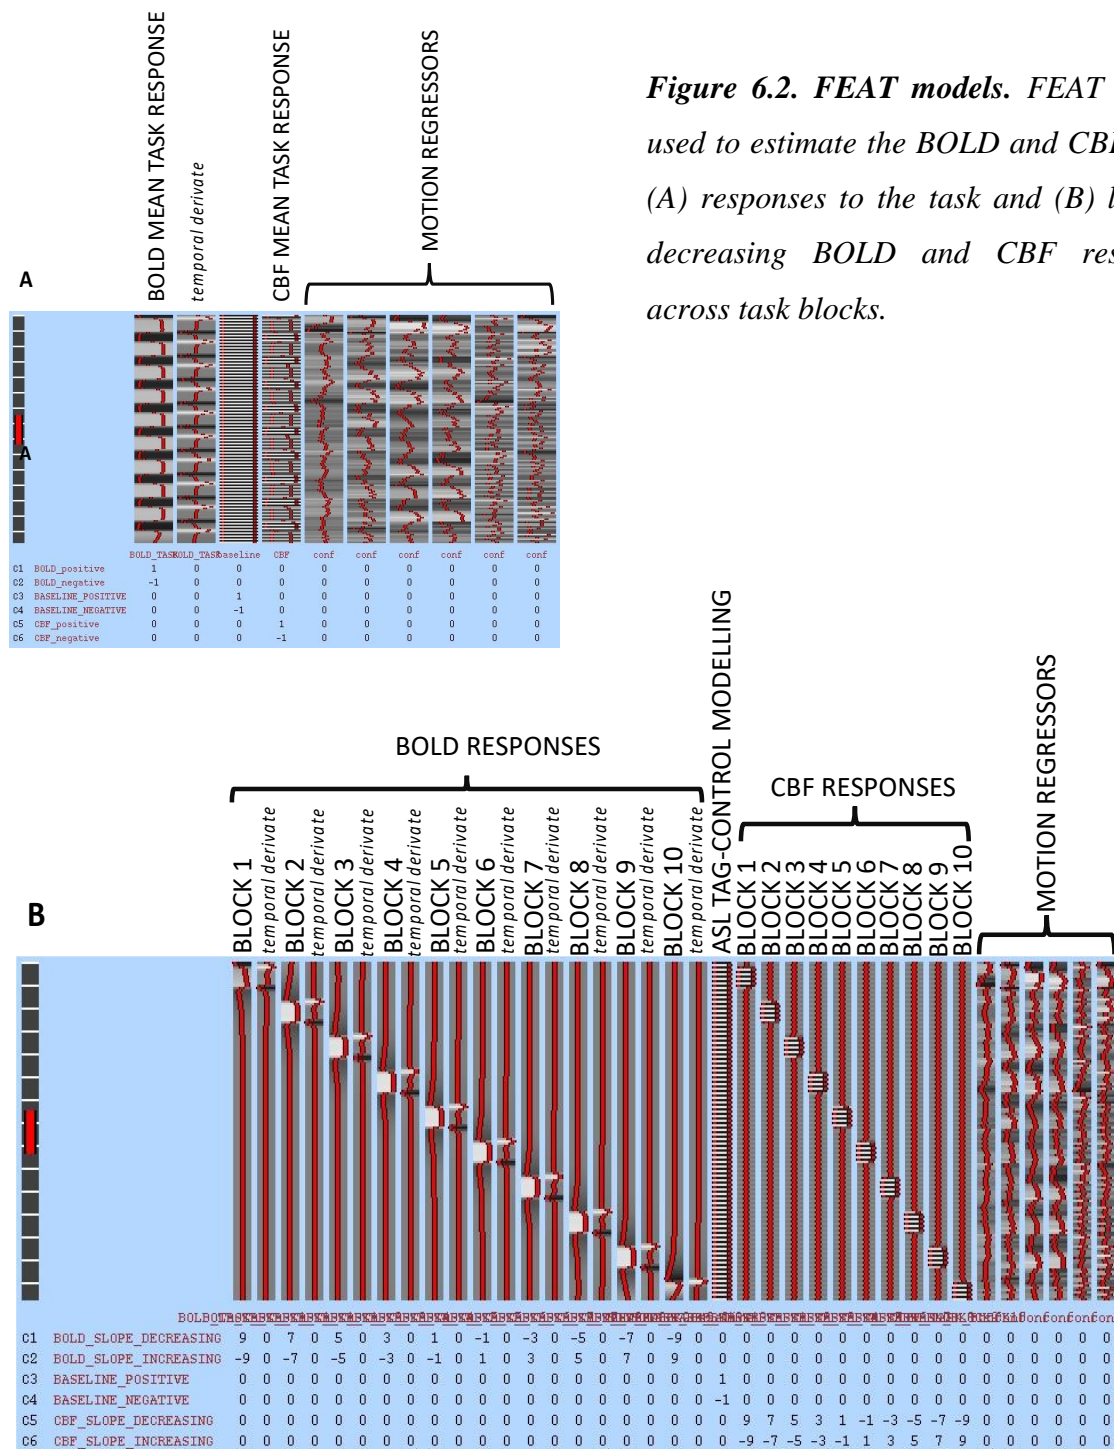 BOLD MEAN TASK RESPONSE
temporal derivate
CBF MEAN TASK RESPONSE
MOTION REGRESSORS
Figure 6.2. FEAT models. FEAT
used to estimate the BOLD and CBF
(A) responses to the task and (B)
decreasing BOLD and CBF
across task blocks.
A
A
BOLD_TASK BOLD_TASK baseline CBF conf conf conf conf conf conf
C1 BOLD_positive 1 0 0 0 0 0 0 0 0 0
C2 BOLD_negative -1 0 0 0 0 0 0 0 0 0
C3 BASELINE_POSITIVE 0 0 1 0 0 0 0 0 0 0
C4 BASELINE_NEGATIVE 0 0 -1 0 0 0 0 0 0 0
C5 CBF_positive 0 0 0 1 0 0 0 0 0 0
C6 CBF_negative 0 0 0 -1 0 0 0 0 0 0
B
BOLD RESPONSES
BLOCK 1
temporal derivate
BLOCK 2
temporal derivate
BLOCK 3
temporal derivate
BLOCK 4
temporal derivate
BLOCK 5
temporal derivate
BLOCK 6
temporal derivate
BLOCK 7
temporal derivate
BLOCK 8
temporal derivate
BLOCK 9
temporal derivate
BLOCK 10
temporal derivate
ASL TAG-CONTROL MODELLING
CBF RESPONSES
BLOCK 1
BLOCK 2
BLOCK 3
BLOCK 4
BLOCK 5
BLOCK 6
BLOCK 7
BLOCK 8
BLOCK 9
BLOCK 10
MOTION REGRESSORS
C1 BOLD_SLOPE_DECREASING 9 0 7 0 5 0 3 0 1 0 -1 0 -3 0 -5 0 -7 0 -9 0 0 0 0 0 0 0 0 0 0 0 0 0 0 0 0 0 0
C2 BOLD_SLOPE_INCREASING -9 0 -7 0 -5 0 -3 0 -1 0 1 0 3 0 5 0 7 0 9 0 0 0 0 0 0 0 0 0 0 0 0 0 0 0 0 0 0
C3 BASELINE_POSITIVE 0 0 0 0 0 0 0 0 0 0 0 0 0 0 0 0 0 0 0 0 1 0 0 0 0 0 0 0 0 0 0 0 0 0 0 0 0
C4 BASELINE_NEGATIVE 0 0 0 0 0 0 0 0 0 0 0 0 0 0 0 0 0 0 0 0 -1 0 0 0 0 0 0 0 0 0 0 0 0 0 0 0 0
C5 CBF_SLOPE_DECREASING 0 0 0 0 0 0 0 0 0 0 0 0 0 0 0 0 0 0 0 0 0 9 7 5 3 1 -1 -3 -5 -7 -9 0 0 0 0 0 0
C6 CBF_SLOPE_INCREASING 0 0 0 0 0 0 0 0 0 0 0 0 0 0 0 0 0 0 0 0 0 -9 -7 -5 -3 -1 1 3 5 7 9 0 0 0 0 0 0